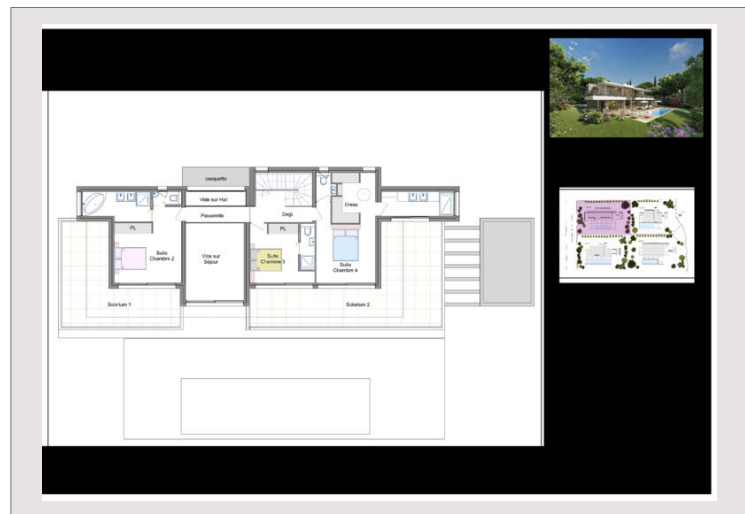 casquette
Vide sur Hall
Passerelle
Dégt.
Dress
PL
PL
Suite
Chambre 2
Vide sur
Séjour
Suite
Chambre 3
Suite
Chambre 4
Solarium 1
Solarium 2